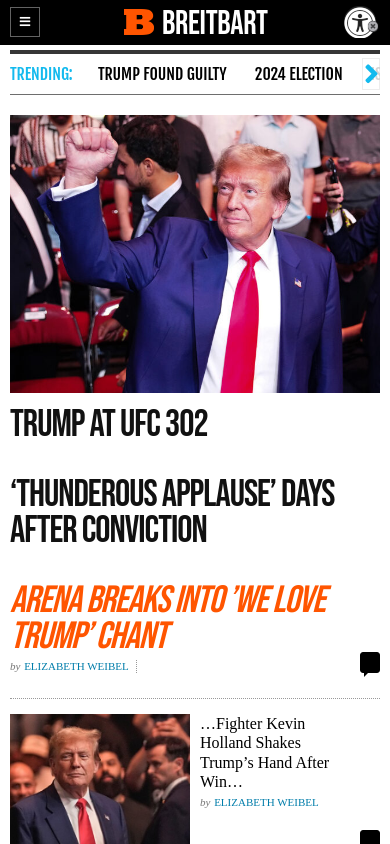 BREITBART
TRENDING: TRUMP FOUND GUILTY 2024 ELECTION
TRUMP AT UFC 302
‘THUNDEROUS APPLAUSE’ DAYS
AFTER CONVICTION
ARENA BREAKS INTO ’WE LOVE
TRUMP’ CHANT
by ELIZABETH WEIBEL
…Fighter Kevin
Holland Shakes
Trump’s Hand After
Win…
by ELIZABETH WEIBEL